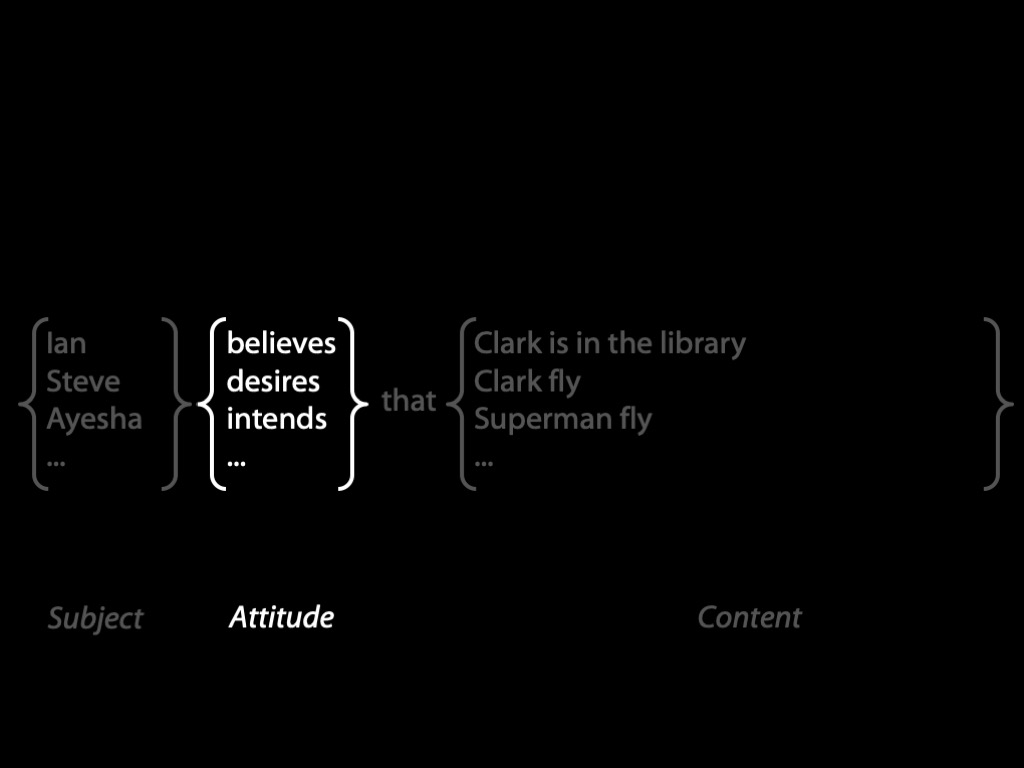 Ian
Steve
Ayesha
...
believes
desires
intends
...
that
Clark is in the library
Clark fly
Superman fly
...
Subject
Attitude
Content